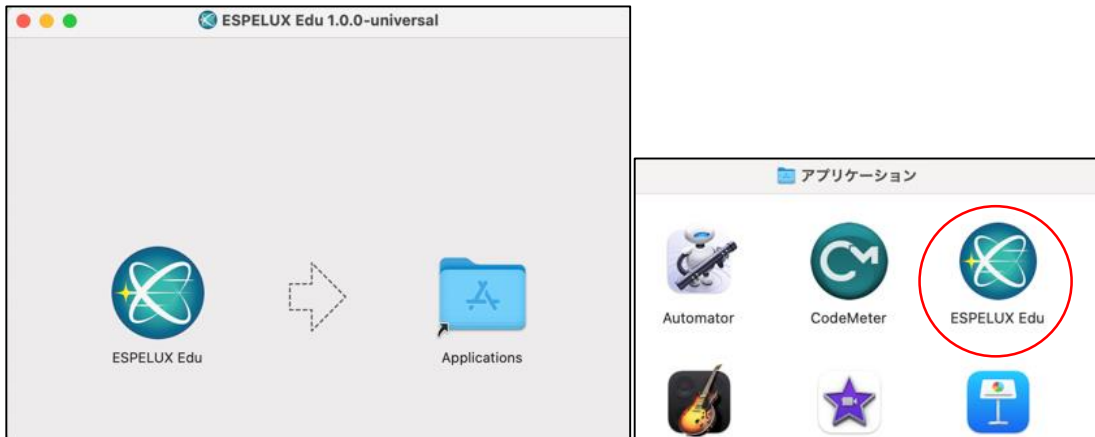 ESPELUX Edu 1.0.0-universal
ESPELUX Edu
Applications
アプリケーション
Automator
CodeMeter
ESPELUX Edu